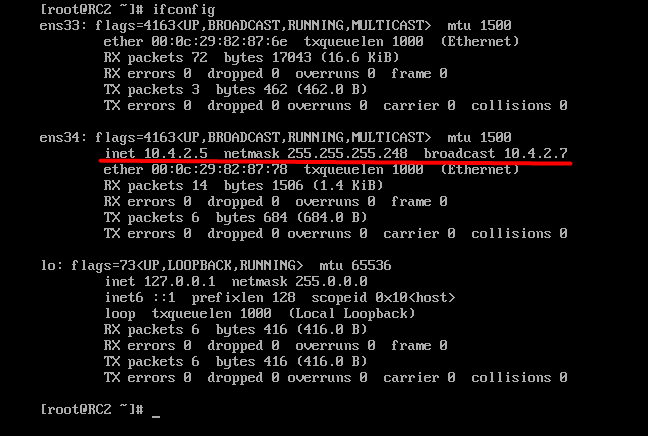 [root@RC2 ~]# ifconfig
ens33: flags=4163<UP,BROADCAST,RUNNING,MULTICAST>  mtu 1500
        ether 00:0c:29:82:87:6e  txqueuelen 1000  (Ethernet)
        RX packets 72  bytes 17043 (16.6 KiB)
        RX errors 0  dropped 0  overruns 0  frame 0
        TX packets 3  bytes 462 (462.0 B)
        TX errors 0  dropped 0 overruns 0  carrier 0  collisions 0

ens34: flags=4163<UP,BROADCAST,RUNNING,MULTICAST>  mtu 1500
        inet 10.4.2.5  netmask 255.255.255.248  broadcast 10.4.2.7
        ether 00:0c:29:82:87:78  txqueuelen 1000  (Ethernet)
        RX packets 14  bytes 1506 (1.4 KiB)
        RX errors 0  dropped 0  overruns 0  frame 0
        TX packets 6  bytes 684 (684.0 B)
        TX errors 0  dropped 0 overruns 0  carrier 0  collisions 0

lo: flags=73<UP,LOOPBACK,RUNNING>  mtu 65536
        inet 127.0.0.1  netmask 255.0.0.0
        inet6 ::1  prefixlen 128  scopeid 0x10<host>
        loop  txqueuelen 1000  (Local Loopback)
        RX packets 6  bytes 416 (416.0 B)
        RX errors 0  dropped 0  overruns 0  frame 0
        TX packets 6  bytes 416 (416.0 B)
        TX errors 0  dropped 0 overruns 0  carrier 0  collisions 0

[root@RC2 ~]# _